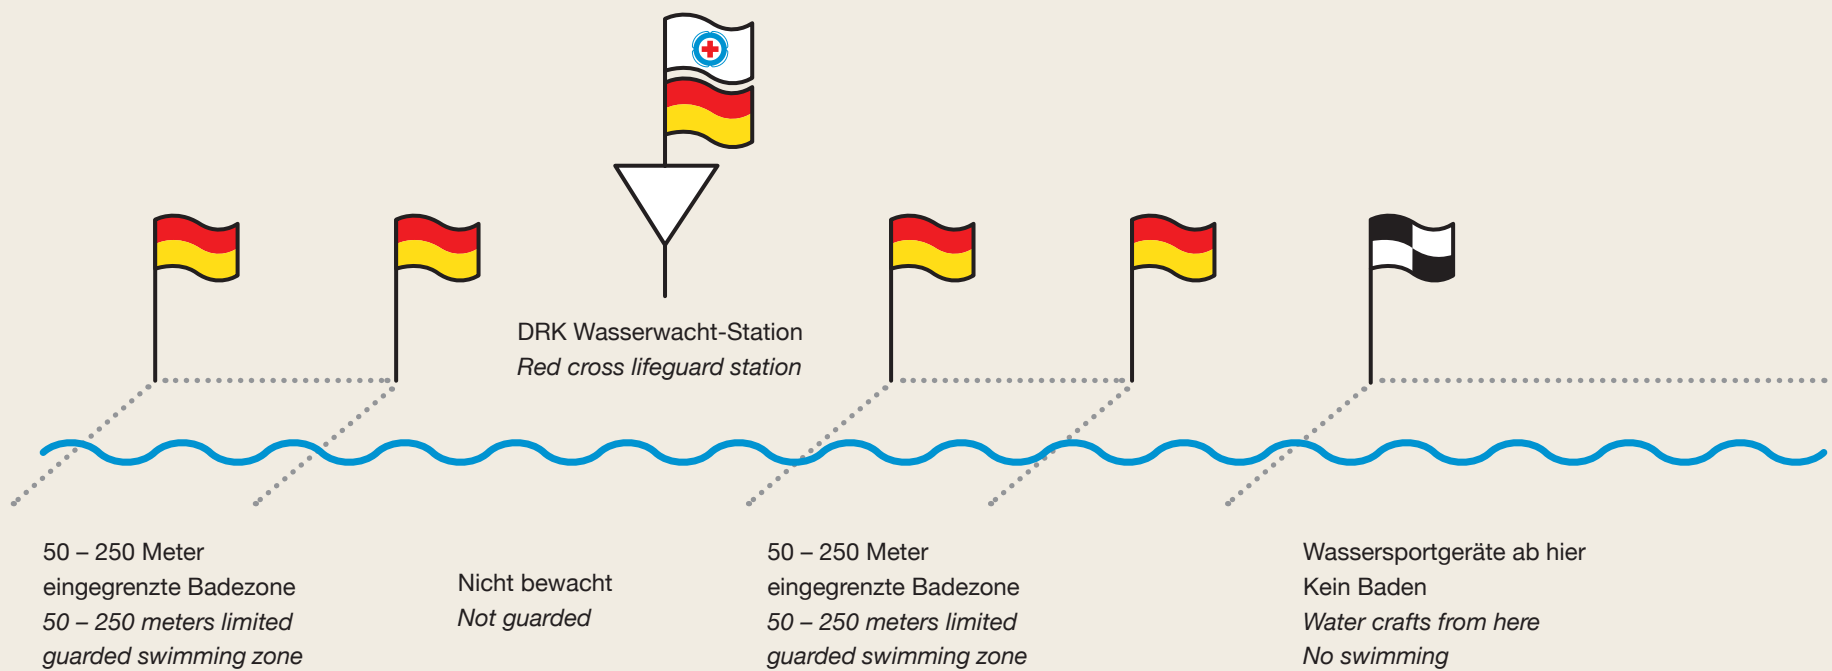 DRK Wasserwacht-Station
Red cross lifeguard station
50 – 250 Meter
eingegrenzte Badezone
50 – 250 meters limited
guarded swimming zone
Nicht bewacht
Not guarded
50 – 250 Meter
eingegrenzte Badezone
50 – 250 meters limited
guarded swimming zone
Wassersportgeräte ab hier
Kein Baden
Water crafts from here
No swimming